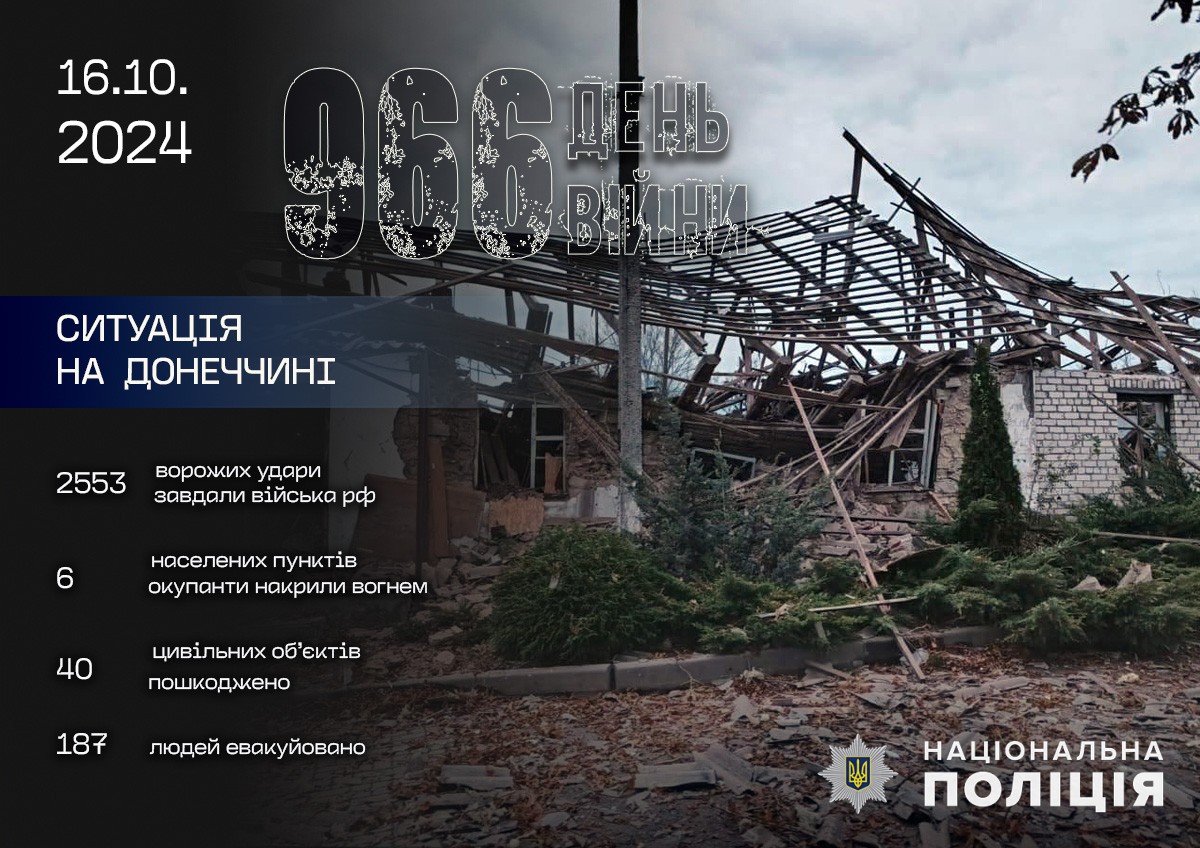 16.10.
2024
966 ДЕНЬ
ВІЙНИ
СИТУАЦІЯ
НА ДОНЕЧЧИНІ
2553 ворожих удари
завдали війська рф
6 населених пунктів
окупанти накрили вогнем
40 цивільних об’єктів
пошкоджено
187 людей евакуйовано
НАЦІОНАЛЬНА
ПОЛІЦІЯ